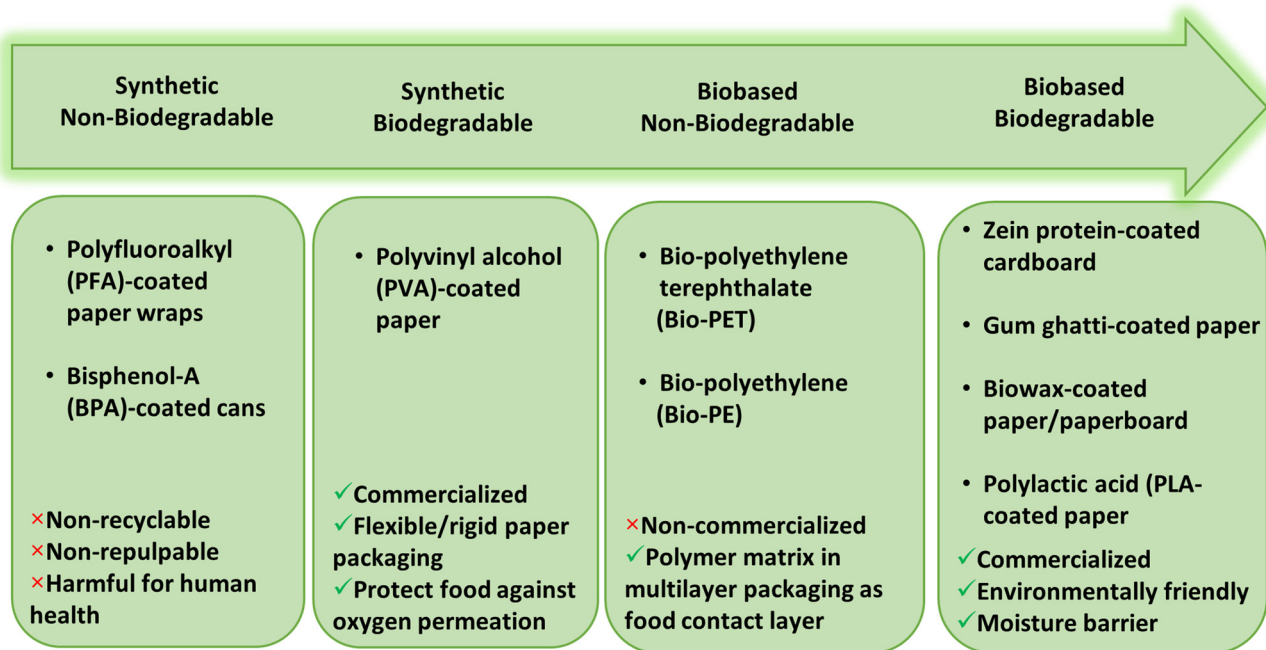 Synthetic
Non-Biodegradable
Synthetic
Biodegradable
Biobased
Non-Biodegradable
Biobased
Biodegradable
• Polyfluoroalkyl
(PFA)-coated
paper wraps
• Bisphenol-A
(BPA)-coated cans
×Non-recyclable
×Non-repulpable
×Harmful for human
health
• Polyvinyl alcohol
(PVA)-coated
paper
✓Commercialized
✓Flexible/rigid paper
packaging
✓Protect food against
oxygen permeation
• Bio-polyethylene
terephthalate
(Bio-PET)
• Bio-polyethylene
(Bio-PE)
×Non-commercialized
✓Polymer matrix in
multilayer packaging as
food contact layer
• Zein protein-coated
cardboard
• Gum ghatti-coated paper
• Biowax-coated
paper/paperboard
• Polylactic acid (PLA-
coated paper
✓Commercialized
✓Environmentally friendly
✓Moisture barrier